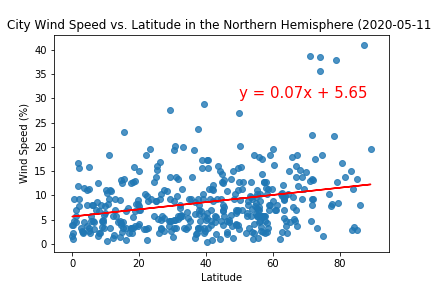 City Wind Speed vs. Latitude in the Northern Hemisphere (2020-05-11
40
35
30
25
20
15
10
5
0
Wind Speed (%)
y = 0.07x + 5.65
0 20 40 60 80
Latitude